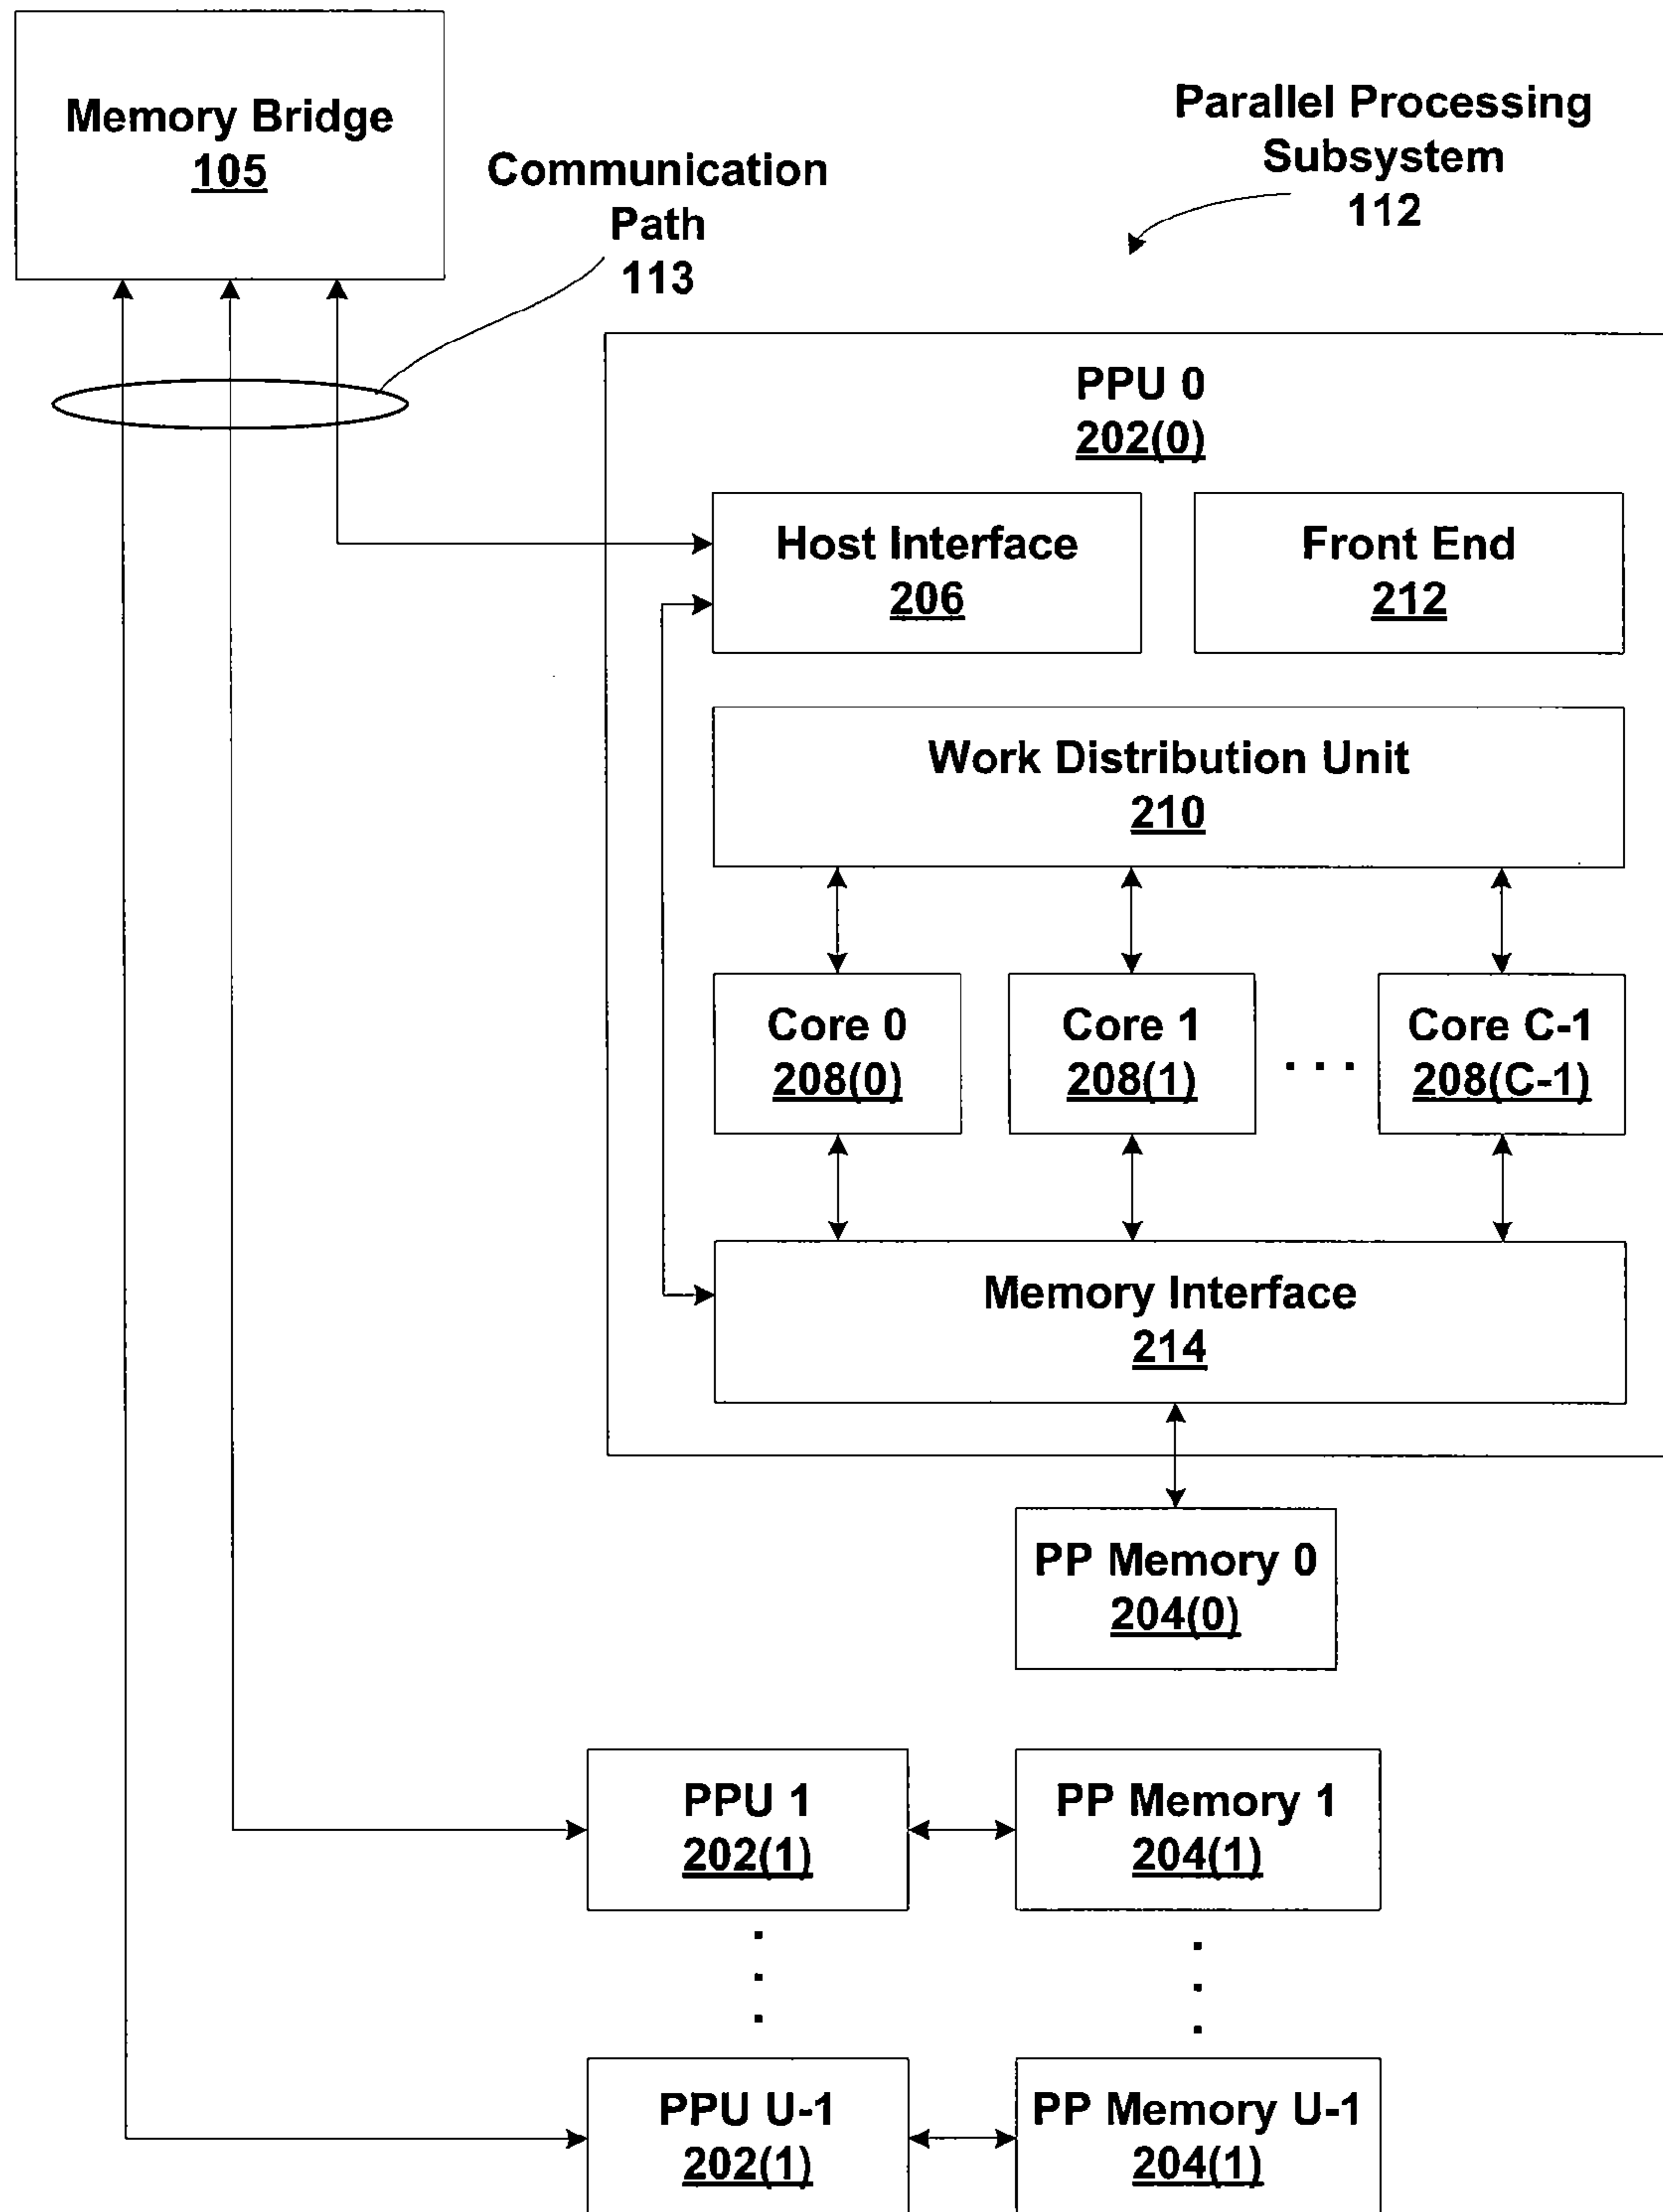 Memory Bridge
105
Communication
Path
113
Parallel Processing
Subsystem
112
PPU 0
202(0)
Host Interface
206
Front End
212
Work Distribution Unit
210
Core 0
208(0)
Core 1
208(1)
. . .
Core C-1
208(C-1)
Memory Interface
214
PP Memory 0
204(0)
PPU 1
202(1)
PP Memory 1
204(1)
PPU U-1
202(1)
PP Memory U-1
204(1)